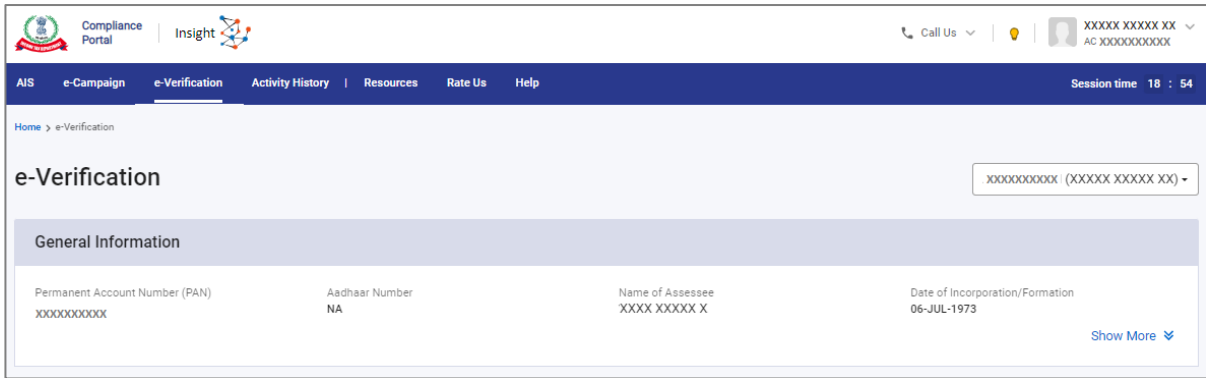 Compliance Portal
Insight
Call Us
XXXXX XXXXX XX
AC XXXXXXXXXX
AIS e-Campaign e-Verification Activity History | Resources Rate Us Help Session time 18 : 54
Home > e-Verification
e-Verification
XXXXXXXXXX (XXXXX XXXXX XX)
General Information
Permanent Account Number (PAN) Aadhaar Number Name of Assessee Date of Incorporation/Formation
XXXXXXXXXX NA XXXX XXXXX X 06-JUL-1973
Show More